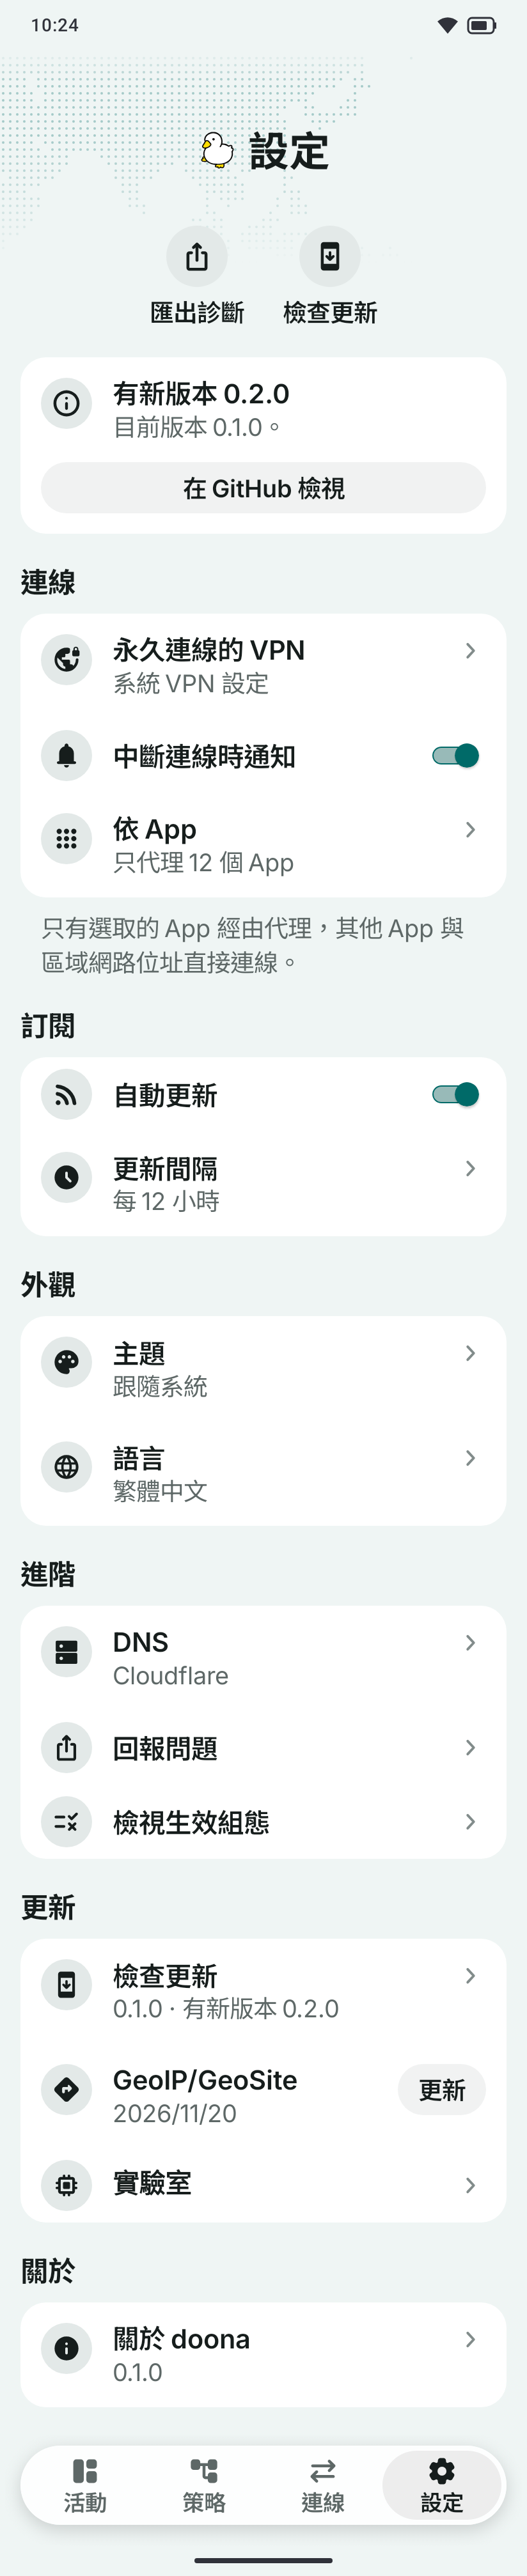 10:24
設定
匯出診斷
檢查更新
有新版本 0.2.0
目前版本 0.1.0。
在 GitHub 檢視
連線
永久連線的 VPN
系統 VPN 設定
中斷連線時通知
依 App
只代理 12 個 App
只有選取的 App 經由代理，其他 App 與
區域網路位址直接連線。
訂閱
自動更新
更新間隔
每 12 小時
外觀
主題
跟隨系統
語言
繁體中文
進階
DNS
Cloudflare
回報問題
檢視生效組態
更新
檢查更新
0.1.0 · 有新版本 0.2.0
GeoIP/GeoSite
2026/11/20
更新
實驗室
關於
關於 doona
0.1.0
活動
策略
連線
設定